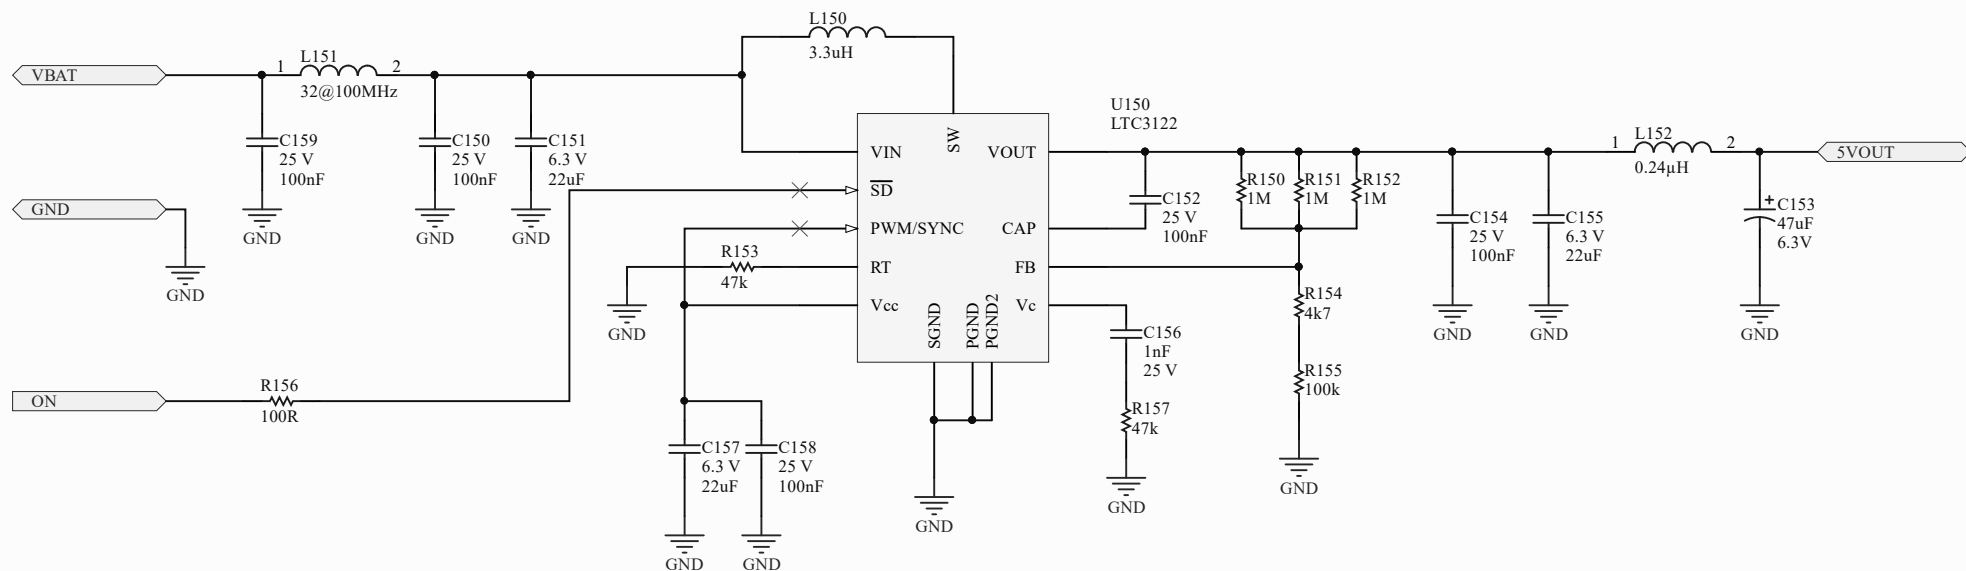 L150
3.3uH
VBAT
1
L151
2
32@100MHz
C159
25 V
100nF
GND
C150
25 V
100nF
GND
C151
6.3 V
22uF
GND
GND
GND
ON
R156
100R
U150
LTC3122
VIN
SW
VOUT
SD
PWM/SYNC
CAP
RT
FB
Vcc
Vc
SGND
PGND
PGND2
GND
R153
47k
GND
C157
6.3 V
22uF
GND
C158
25 V
100nF
GND
C152
25 V
100nF
R150
1M
R151
1M
R152
1M
R154
4k7
R155
100k
GND
C156
1nF
25 V
R157
47k
GND
C154
25 V
100nF
GND
C155
6.3 V
22uF
GND
1
L152
2
0.24µH
5VOUT
+
C153
47uF
6.3V
GND